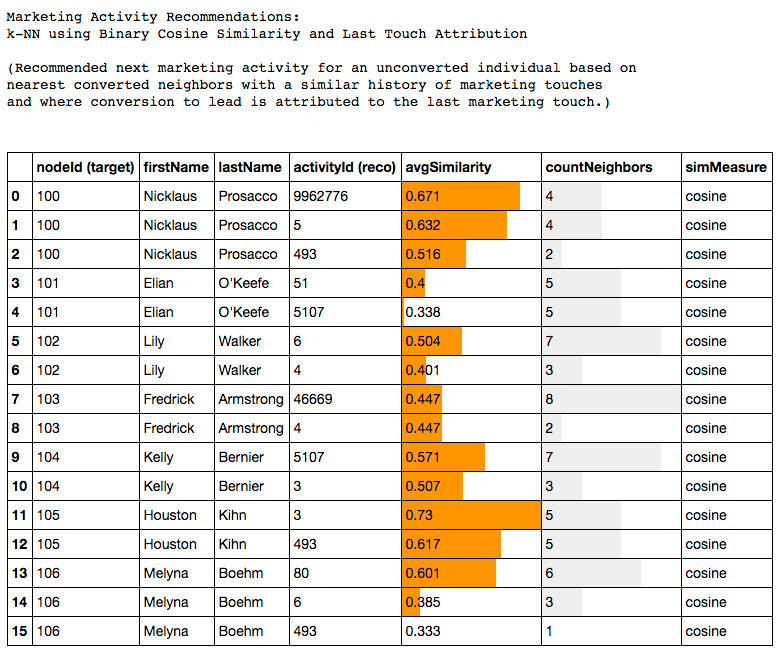 Marketing Activity Recommendations:
k-NN using Binary Cosine Similarity and Last Touch Attribution
(Recommended next marketing activity for an unconverted individual based on
nearest converted neighbors with a similar history of marketing touches
and where conversion to lead is attributed to the last marketing touch.)
nodeId (target) firstName lastName activityId (reco) avgSimilarity countNeighbors simMeasure
0 100 Nicklaus Prosacco 9962776 0.671 4 cosine
1 100 Nicklaus Prosacco 5 0.632 4 cosine
2 100 Nicklaus Prosacco 493 0.516 2 cosine
3 101 Elian O'Keefe 51 0.4 5 cosine
4 101 Elian O'Keefe 5107 0.338 5 cosine
5 102 Lily Walker 6 0.504 7 cosine
6 102 Lily Walker 4 0.401 3 cosine
7 103 Fredrick Armstrong 46669 0.447 8 cosine
8 103 Fredrick Armstrong 4 0.447 2 cosine
9 104 Kelly Bernier 5107 0.571 7 cosine
10 104 Kelly Bernier 3 0.507 3 cosine
11 105 Houston Kihn 3 0.73 5 cosine
12 105 Houston Kihn 493 0.617 5 cosine
13 106 Melyna Boehm 80 0.601 6 cosine
14 106 Melyna Boehm 6 0.385 3 cosine
15 106 Melyna Boehm 493 0.333 1 cosine